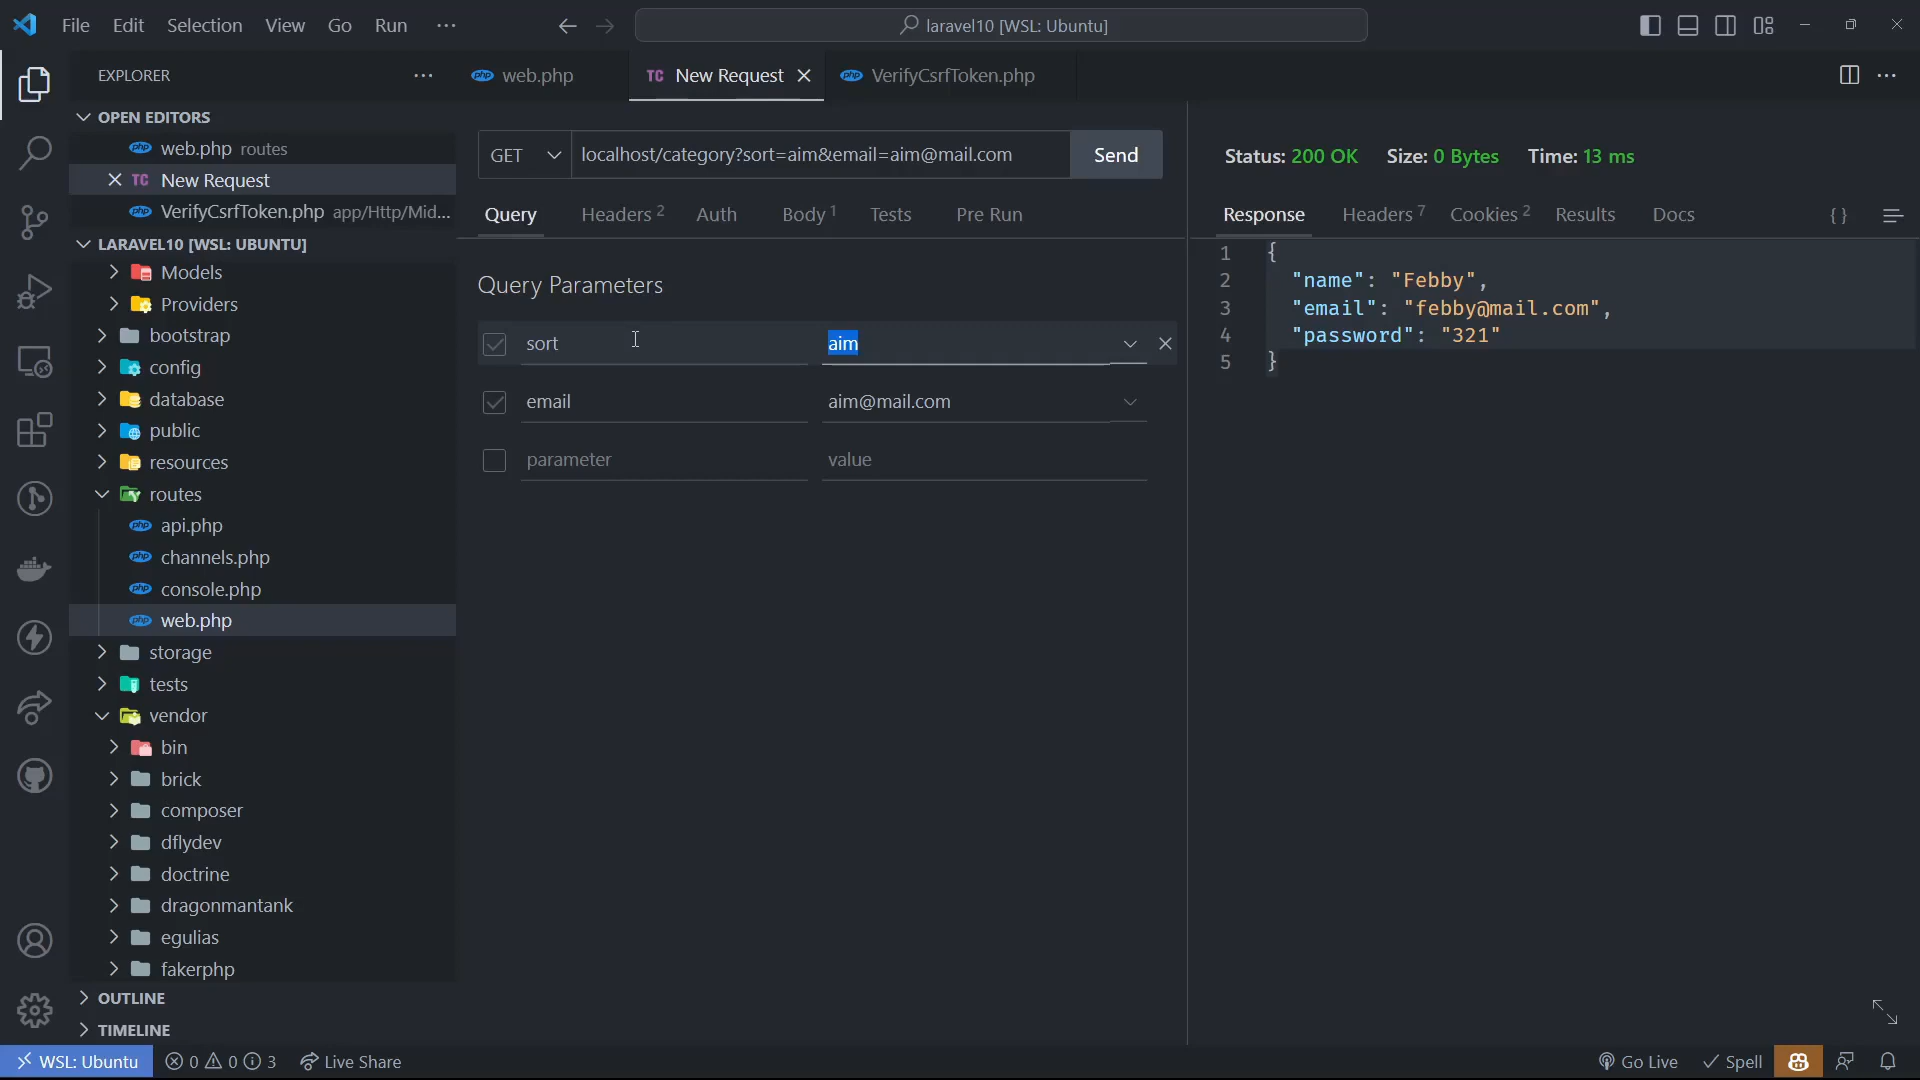 File Edit Selection View Go Run ···
laravel10 [WSL: Ubuntu]
EXPLORER ···
web.php
TC New Request
VerifyCsrfToken.php
OPEN EDITORS
web.php routes
TC New Request
VerifyCsrfToken.php app/Http/Mid...
LARAVEL10 [WSL: UBUNTU]
Models
Providers
bootstrap
config
database
public
resources
routes
api.php
channels.php
console.php
web.php
storage
tests
vendor
bin
brick
composer
dflydev
doctrine
dragonmantank
egulias
fakerphp
OUTLINE
TIMELINE
GET localhost/category?sort=aim&email=aim@mail.com Send
Query Headers 2 Auth Body 1 Tests Pre Run
Query Parameters
sort aim
email aim@mail.com
parameter value
Status: 200 OK Size: 0 Bytes Time: 13 ms
Response Headers 7 Cookies 2 Results Docs { }
1 {
2 "name": "Febby",
3 "email": "febby@mail.com",
4 "password": "321"
5 }
WSL: Ubuntu 0 0 3 Live Share Go Live Spell